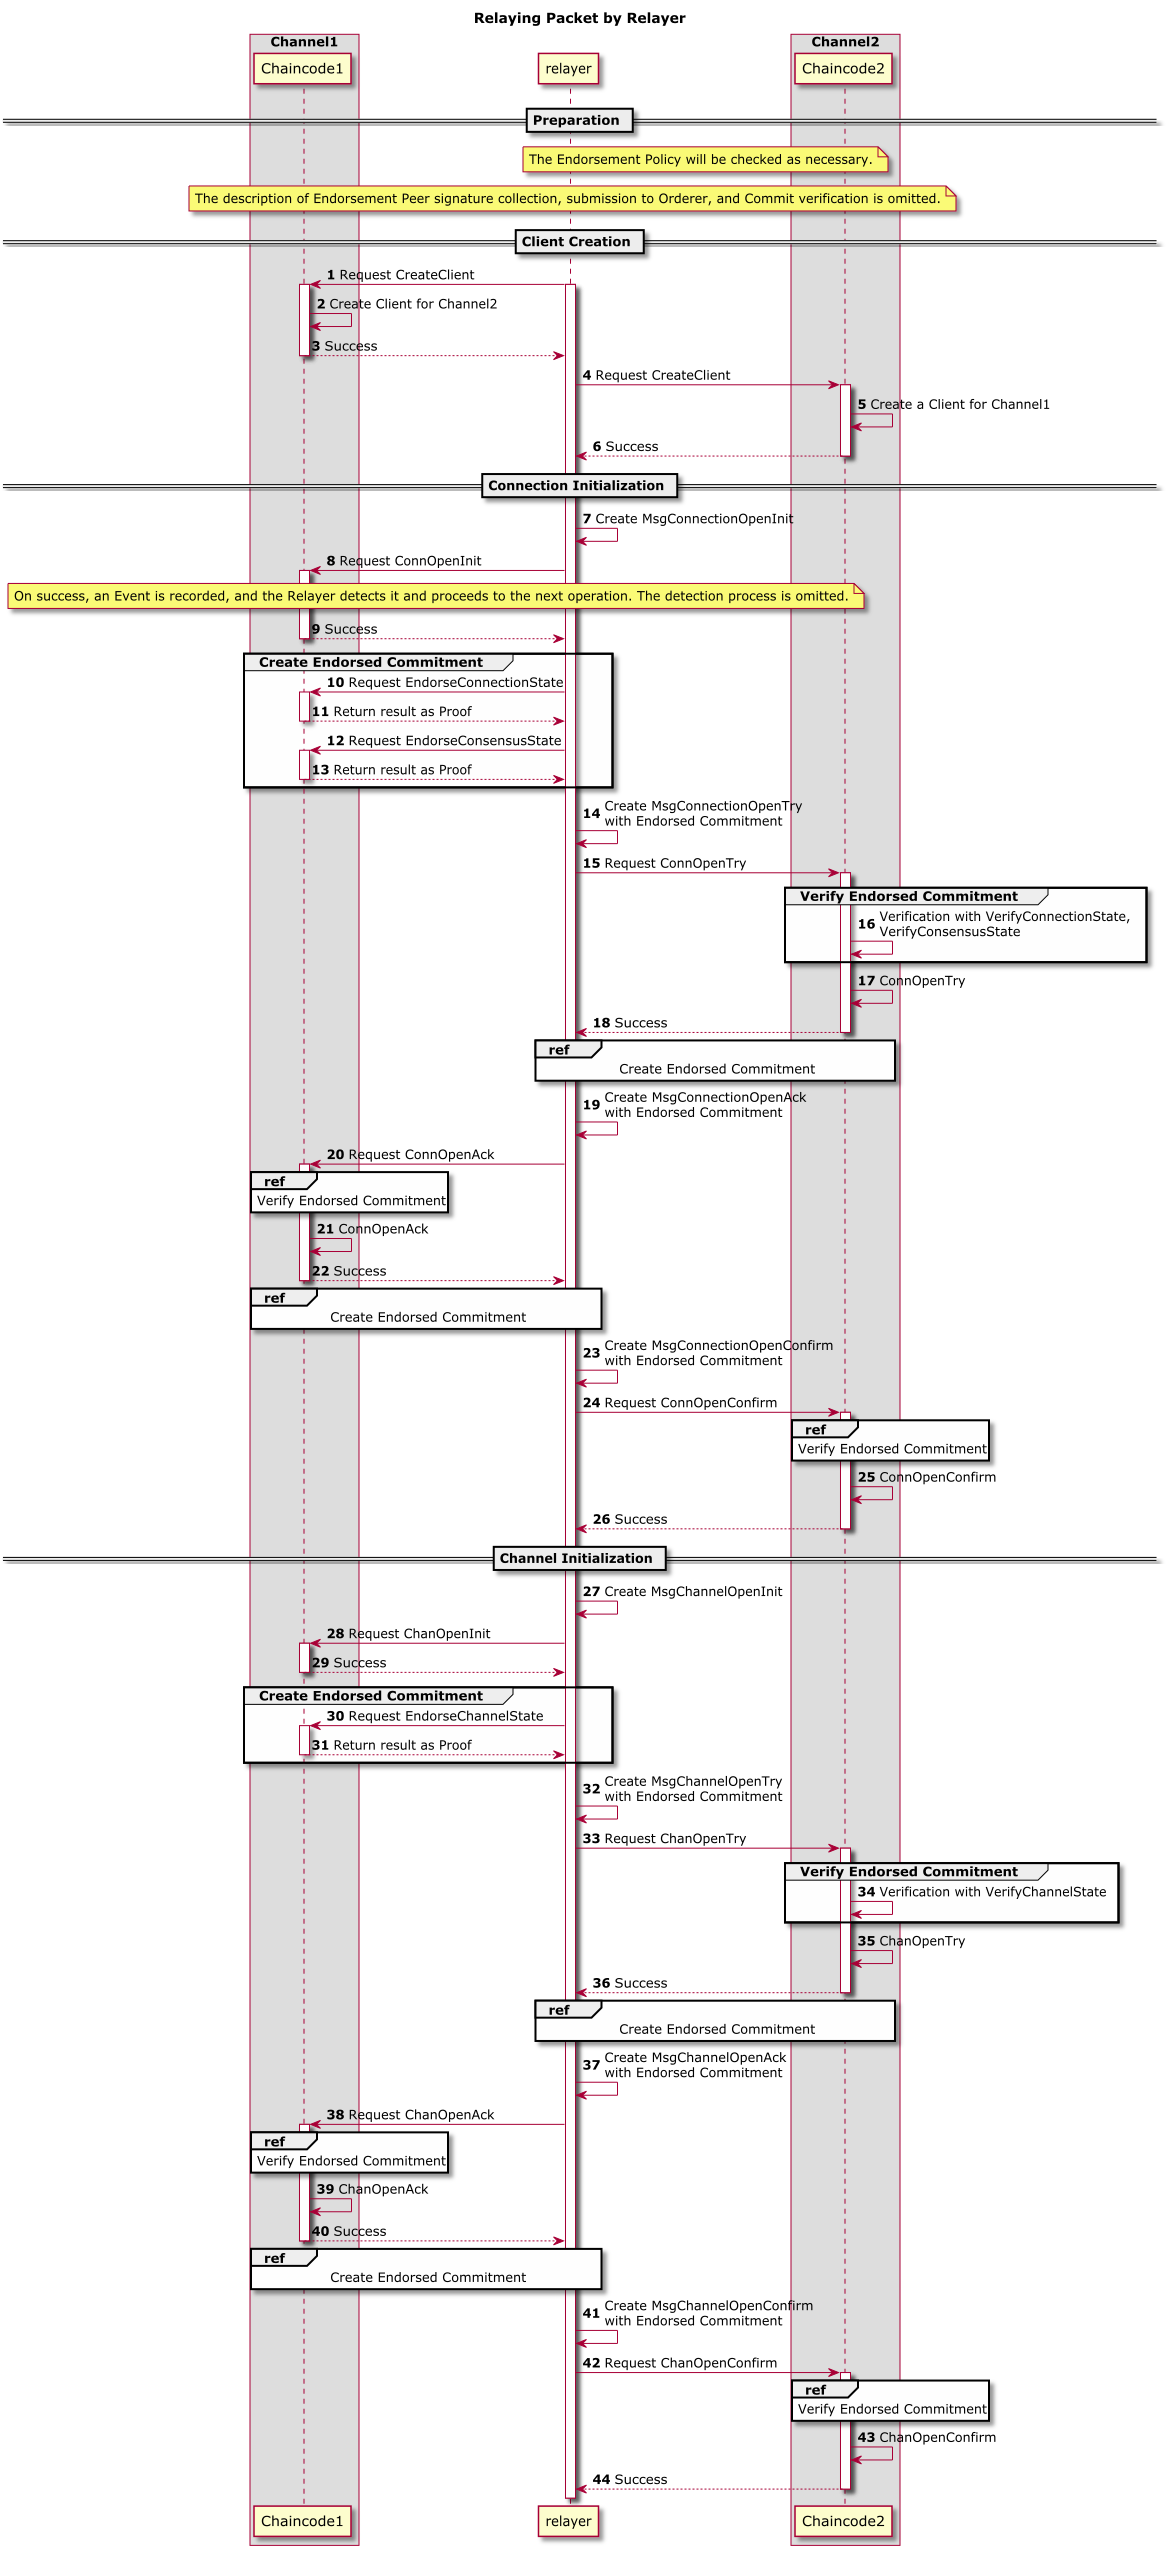 Relaying Packet by Relayer
Channel1
Channel2
Chaincode1
relayer
Chaincode2
Preparation
The Endorsement Policy will be checked as necessary.
The description of Endorsement Peer signature collection, submission to Orderer, and Commit verification is omitted.
Client Creation
1 Request CreateClient
2 Create Client for Channel2
3 Success
4 Request CreateClient
5 Create a Client for Channel1
6 Success
Connection Initialization
7 Create MsgConnectionOpenInit
8 Request ConnOpenInit
On success, an Event is recorded, and the Relayer detects it and proceeds to the next operation. The detection process is omitted.
9 Success
Create Endorsed Commitment
10 Request EndorseConnectionState
11 Return result as Proof
12 Request EndorseConsensusState
13 Return result as Proof
14 Create MsgConnectionOpenTry
with Endorsed Commitment
15 Request ConnOpenTry
Verify Endorsed Commitment
16 Verification with VerifyConnectionState,
VerifyConsensusState
17 ConnOpenTry
18 Success
ref
Create Endorsed Commitment
19 Create MsgConnectionOpenAck
with Endorsed Commitment
20 Request ConnOpenAck
ref
Verify Endorsed Commitment
21 ConnOpenAck
22 Success
ref
Create Endorsed Commitment
23 Create MsgConnectionOpenConfirm
with Endorsed Commitment
24 Request ConnOpenConfirm
ref
Verify Endorsed Commitment
25 ConnOpenConfirm
26 Success
Channel Initialization
27 Create MsgChannelOpenInit
28 Request ChanOpenInit
29 Success
Create Endorsed Commitment
30 Request EndorseChannelState
31 Return result as Proof
32 Create MsgChannelOpenTry
with Endorsed Commitment
33 Request ChanOpenTry
Verify Endorsed Commitment
34 Verification with VerifyChannelState
35 ChanOpenTry
36 Success
ref
Create Endorsed Commitment
37 Create MsgChannelOpenAck
with Endorsed Commitment
38 Request ChanOpenAck
ref
Verify Endorsed Commitment
39 ChanOpenAck
40 Success
ref
Create Endorsed Commitment
41 Create MsgChannelOpenConfirm
with Endorsed Commitment
42 Request ChanOpenConfirm
ref
Verify Endorsed Commitment
43 ChanOpenConfirm
44 Success
Chaincode1
relayer
Chaincode2